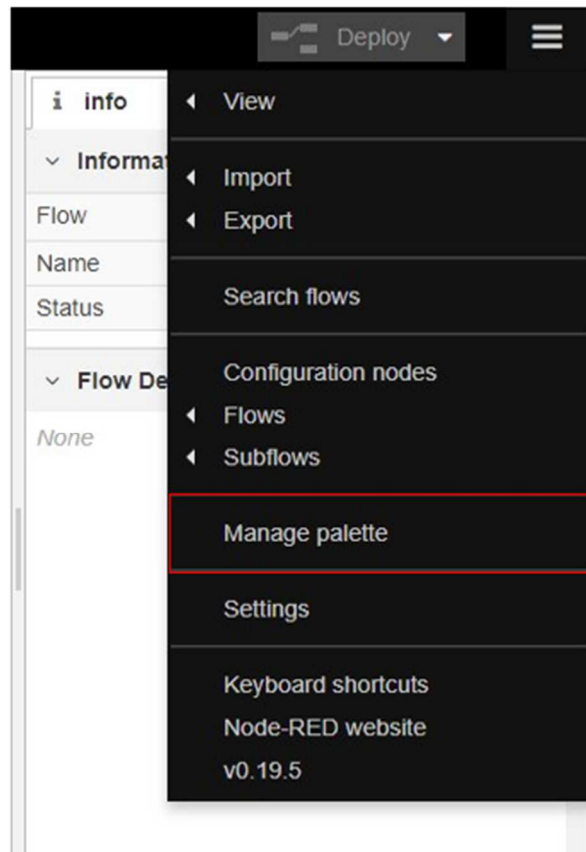 Deploy
i info
View
Informa
Import
Flow
Export
Name
Search flows
Status
Configuration nodes
Flow De
Flows
None
Subflows
Manage palette
Settings
Keyboard shortcuts
Node-RED website
v0.19.5